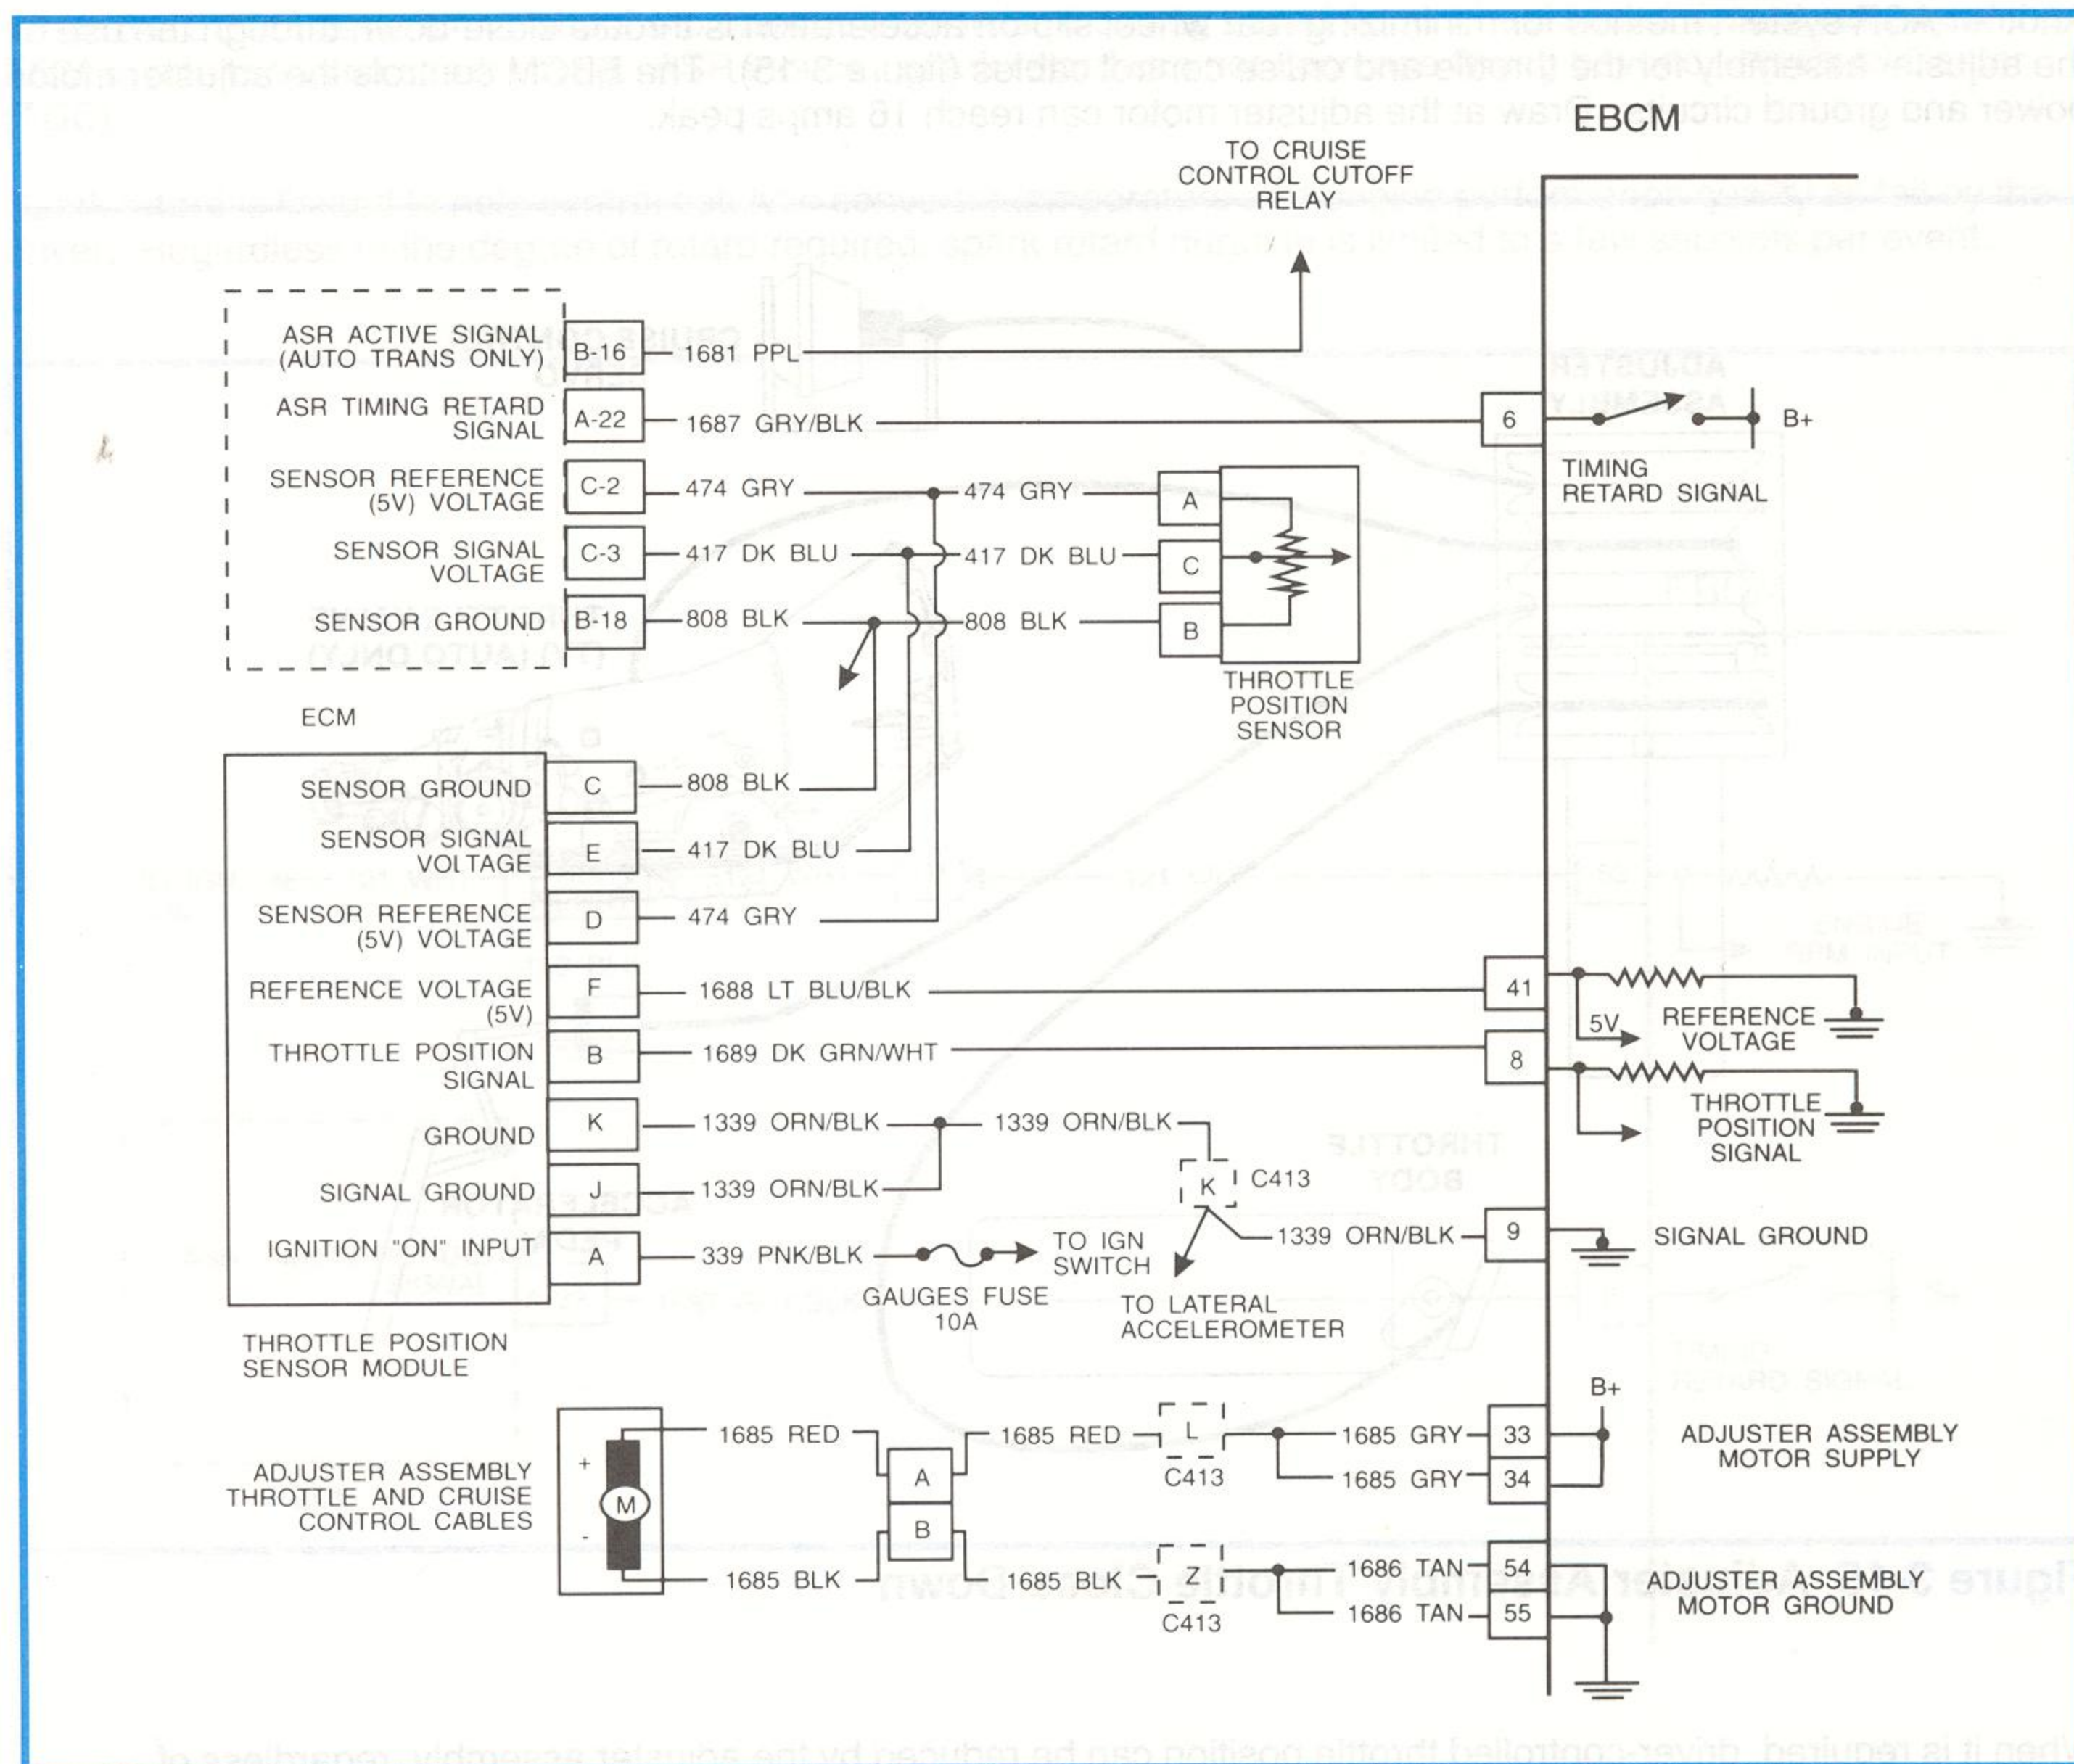 EBCM
TO CRUISE
CONTROL CUTOFF
RELAY
ASR ACTIVE SIGNAL
(AUTO TRANS ONLY)
B-16
1681 PPL
ASR TIMING RETARD
SIGNAL
A-22
1687 GRY/BLK
6
B+
TIMING
RETARD SIGNAL
SENSOR REFERENCE
(5V) VOLTAGE
C-2
474 GRY
474 GRY
A
SENSOR SIGNAL
VOLTAGE
C-3
417 DK BLU
417 DK BLU
C
SENSOR GROUND
B-18
808 BLK
808 BLK
B
THROTTLE
POSITION
SENSOR
ECM
SENSOR GROUND
C
808 BLK
SENSOR SIGNAL
VOLTAGE
E
417 DK BLU
SENSOR REFERENCE
(5V) VOLTAGE
D
474 GRY
REFERENCE VOLTAGE
(5V)
F
1688 LT BLU/BLK
41
5V
REFERENCE
VOLTAGE
THROTTLE POSITION
SIGNAL
B
1689 DK GRN/WHT
8
THROTTLE
POSITION
SIGNAL
GROUND
K
1339 ORN/BLK
1339 ORN/BLK
K
C413
SIGNAL GROUND
J
1339 ORN/BLK
1339 ORN/BLK
9
SIGNAL GROUND
IGNITION "ON" INPUT
A
339 PNK/BLK
TO IGN
SWITCH
GAUGES FUSE
10A
TO LATERAL
ACCELEROMETER
THROTTLE POSITION
SENSOR MODULE
B+
ADJUSTER ASSEMBLY
THROTTLE AND CRUISE
CONTROL CABLES
+
M
-
1685 RED
A
1685 RED
L
C413
1685 GRY
33
1685 GRY
34
ADJUSTER ASSEMBLY
MOTOR SUPPLY
1685 BLK
B
1685 BLK
Z
C413
1686 TAN
54
1686 TAN
55
ADJUSTER ASSEMBLY
MOTOR GROUND